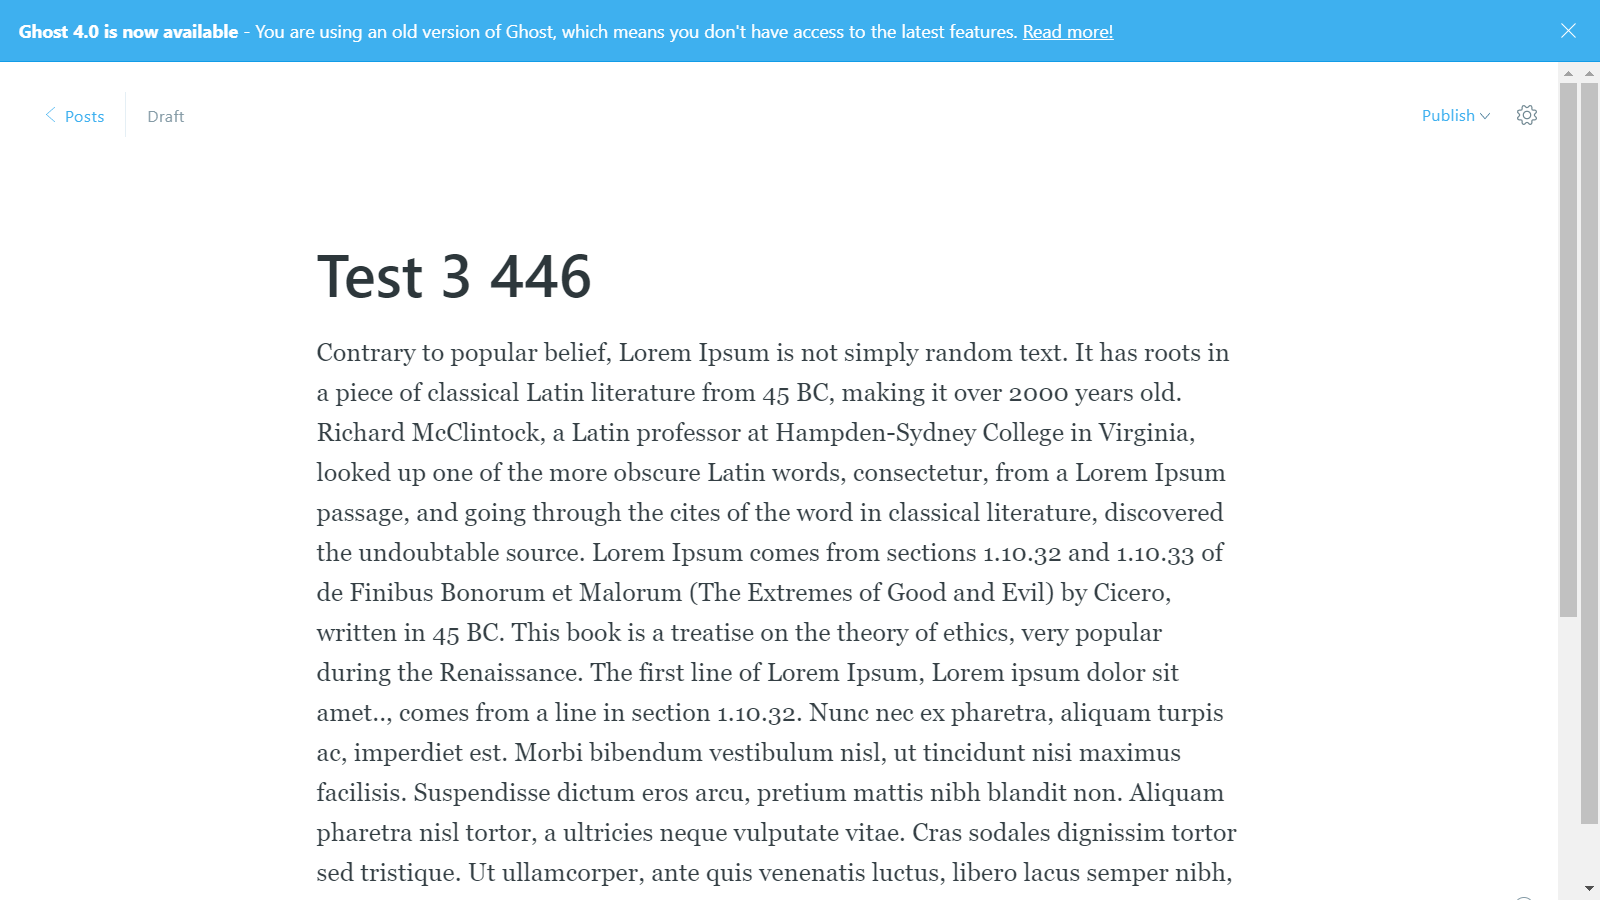 Ghost 4.0 is now available - You are using an old version of Ghost, which means you don't have access to the latest features. Read more!
Posts
Draft
Publish
Test 3 446
Contrary to popular belief, Lorem Ipsum is not simply random text. It has roots in
a piece of classical Latin literature from 45 BC, making it over 2000 years old.
Richard McClintock, a Latin professor at Hampden-Sydney College in Virginia,
looked up one of the more obscure Latin words, consectetur, from a Lorem Ipsum
passage, and going through the cites of the word in classical literature, discovered
the undoubtable source. Lorem Ipsum comes from sections 1.10.32 and 1.10.33 of
de Finibus Bonorum et Malorum (The Extremes of Good and Evil) by Cicero,
written in 45 BC. This book is a treatise on the theory of ethics, very popular
during the Renaissance. The first line of Lorem Ipsum, Lorem ipsum dolor sit
amet.., comes from a line in section 1.10.32. Nunc nec ex pharetra, aliquam turpis
ac, imperdiet est. Morbi bibendum vestibulum nisl, ut tincidunt nisi maximus
facilisis. Suspendisse dictum eros arcu, pretium mattis nibh blandit non. Aliquam
pharetra nisl tortor, a ultricies neque vulputate vitae. Cras sodales dignissim tortor
sed tristique. Ut ullamcorper, ante quis venenatis luctus, libero lacus semper nibh,